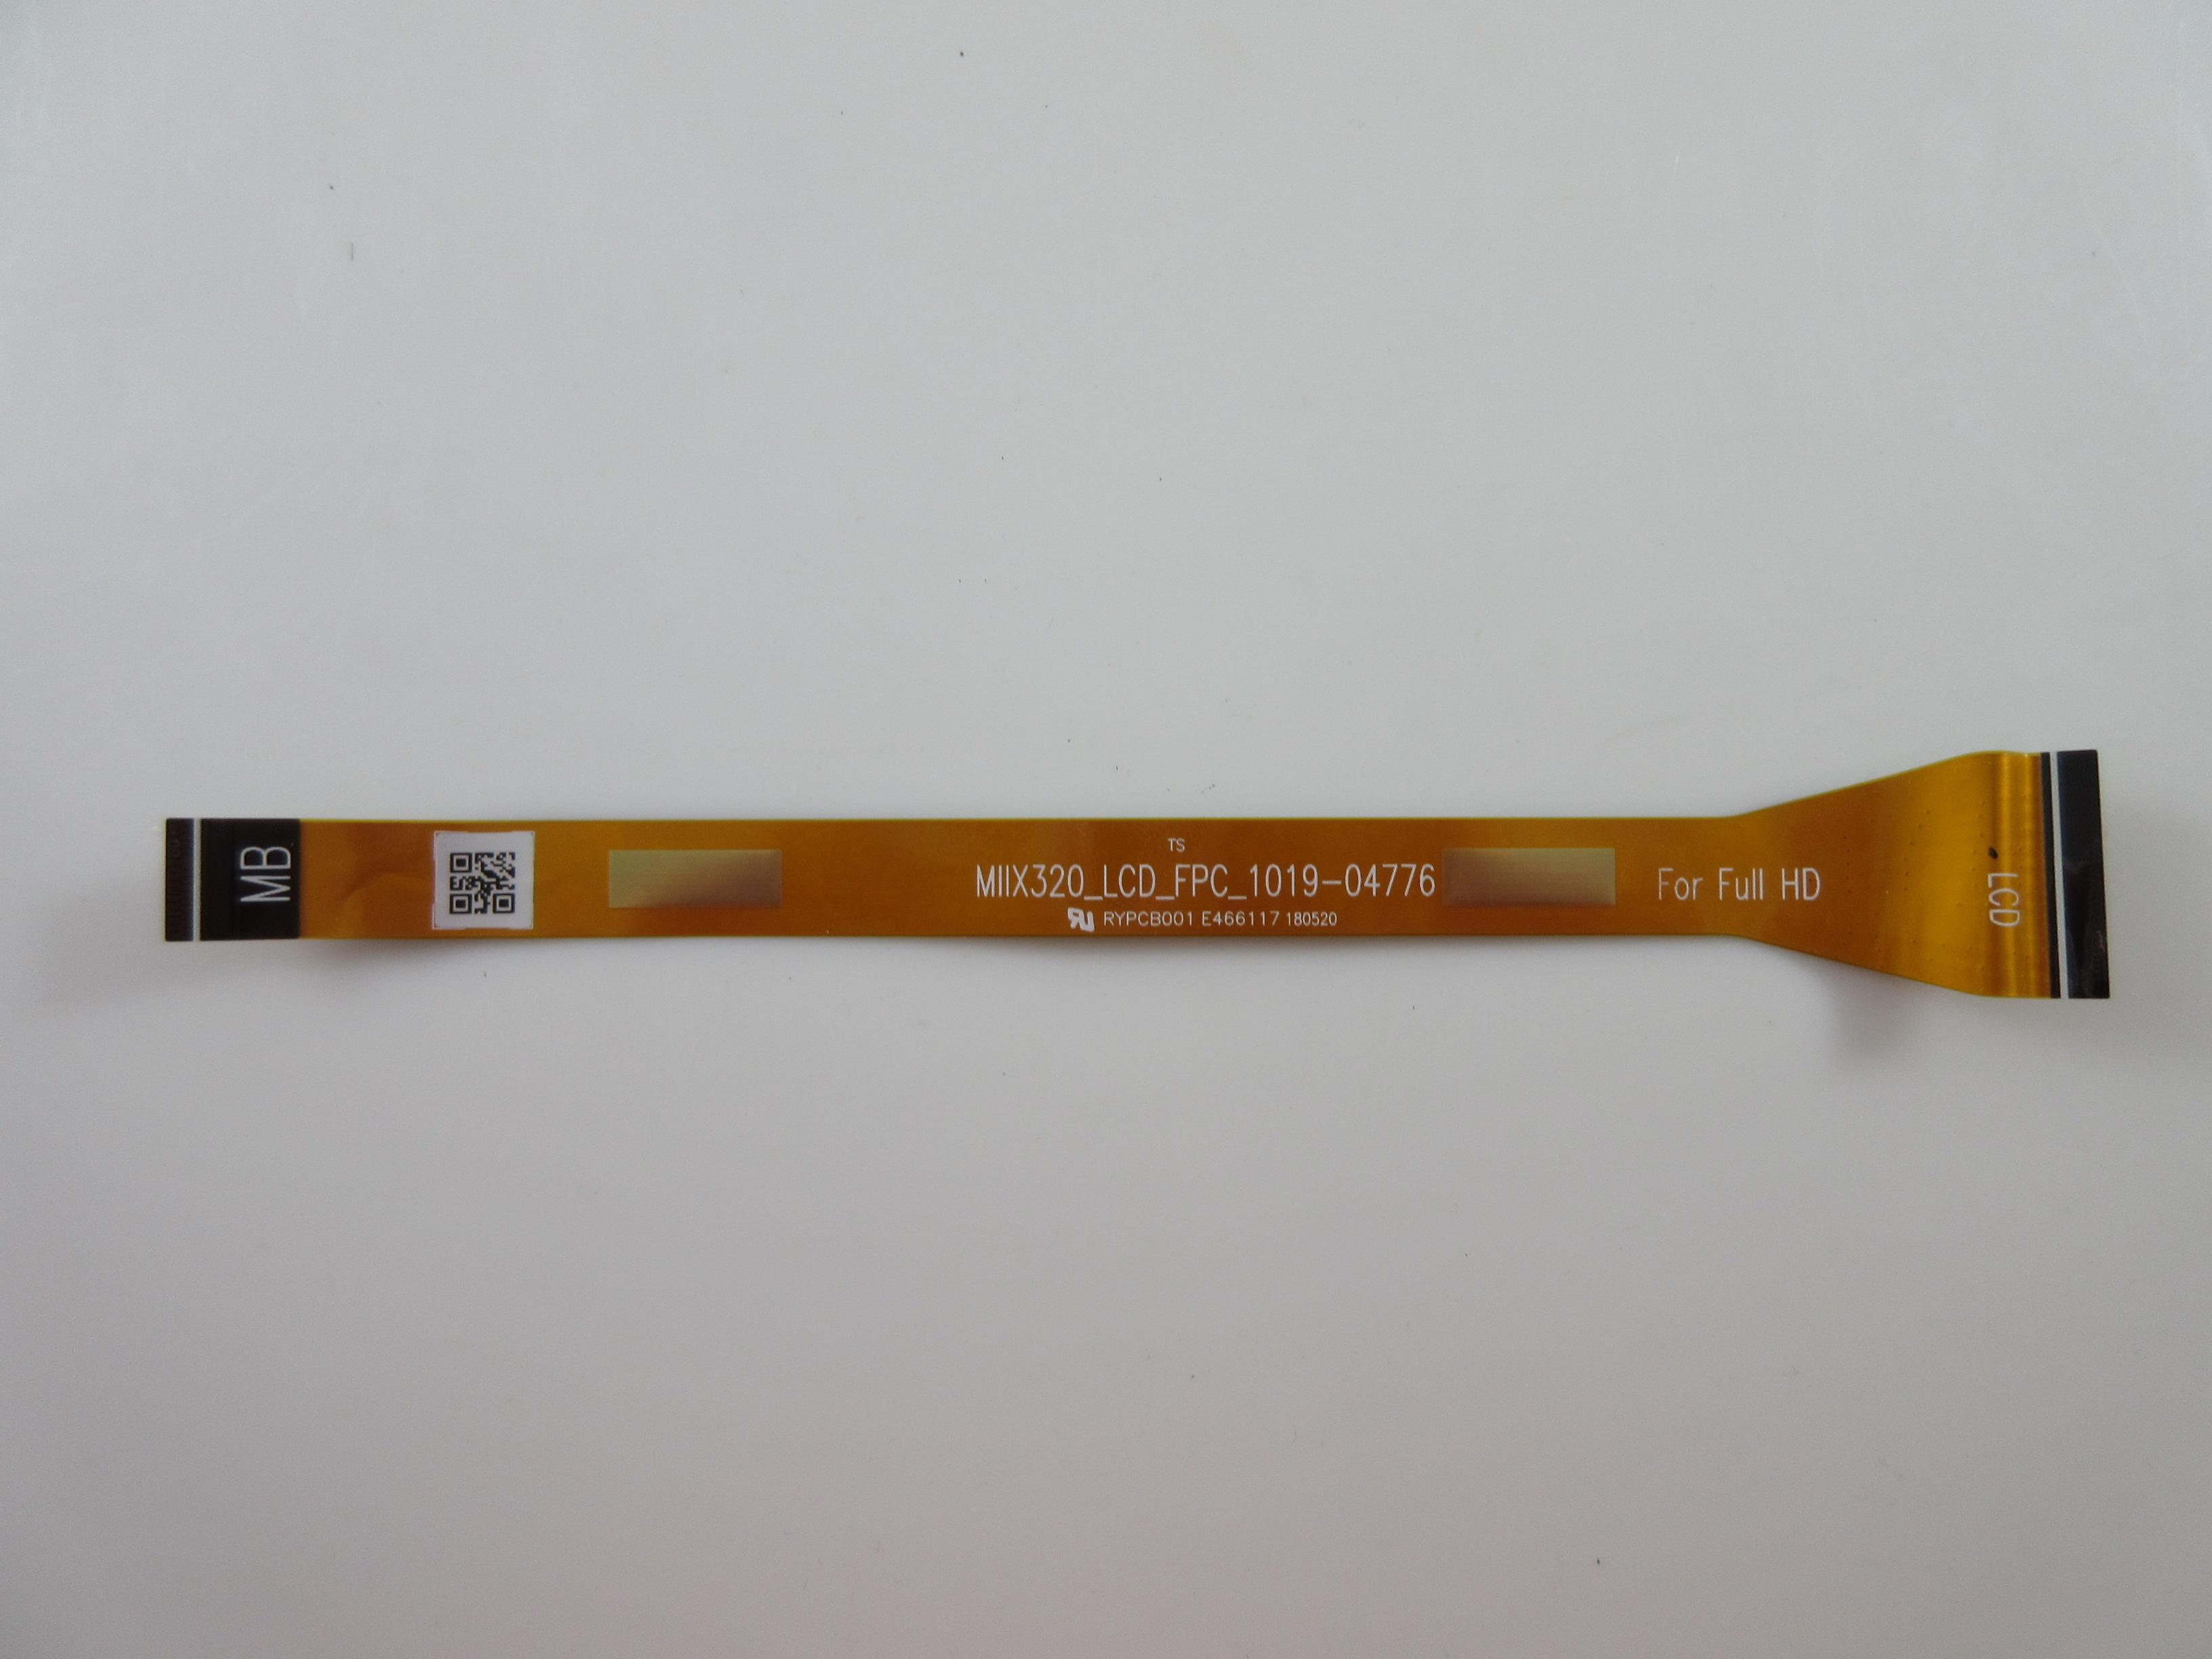 MB
TS
MIIX320_LCD_FPC_1019-04776
RYPCB001 E466117 180520
For Full HD
LCD